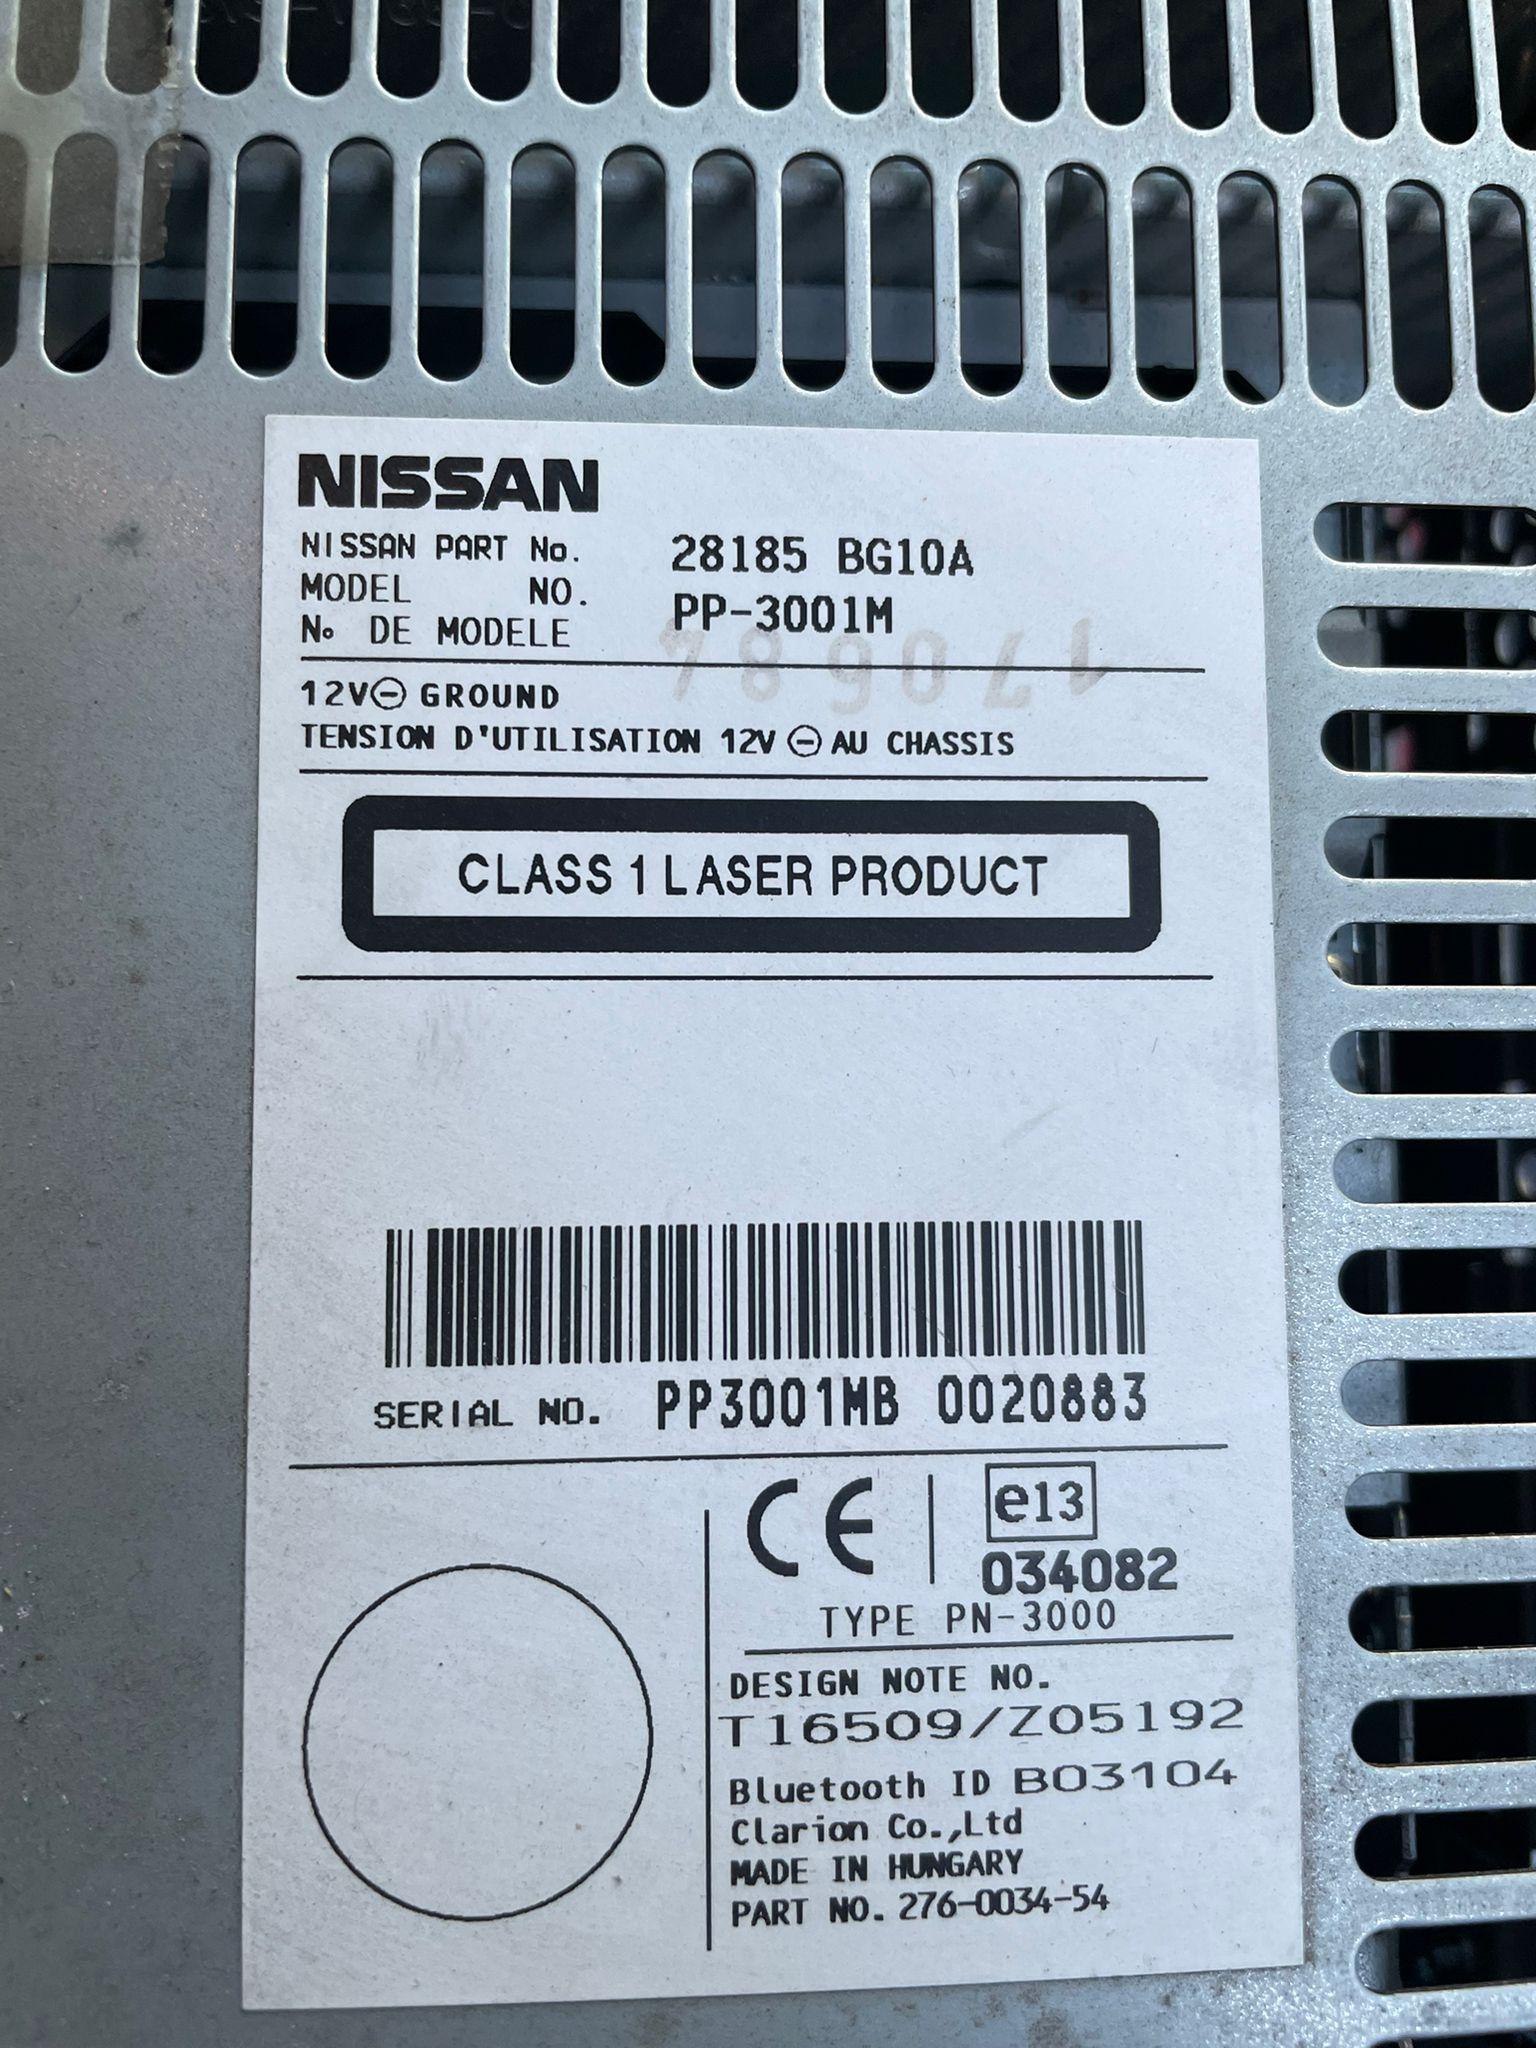 NISSAN
NISSAN PART No. 28185 BG10A
MODEL NO. PP-3001M
No DE MODELE
12V⊖ GROUND
TENSION D'UTILISATION 12V ⊖ AU CHASSIS
CLASS 1 LASER PRODUCT
SERIAL NO. PP3001MB 0020883
CE e13
034082
TYPE PN-3000
DESIGN NOTE NO.
T16509/Z05192
Bluetooth ID B03104
Clarion Co.,Ltd
MADE IN HUNGARY
PART NO. 276-0034-54